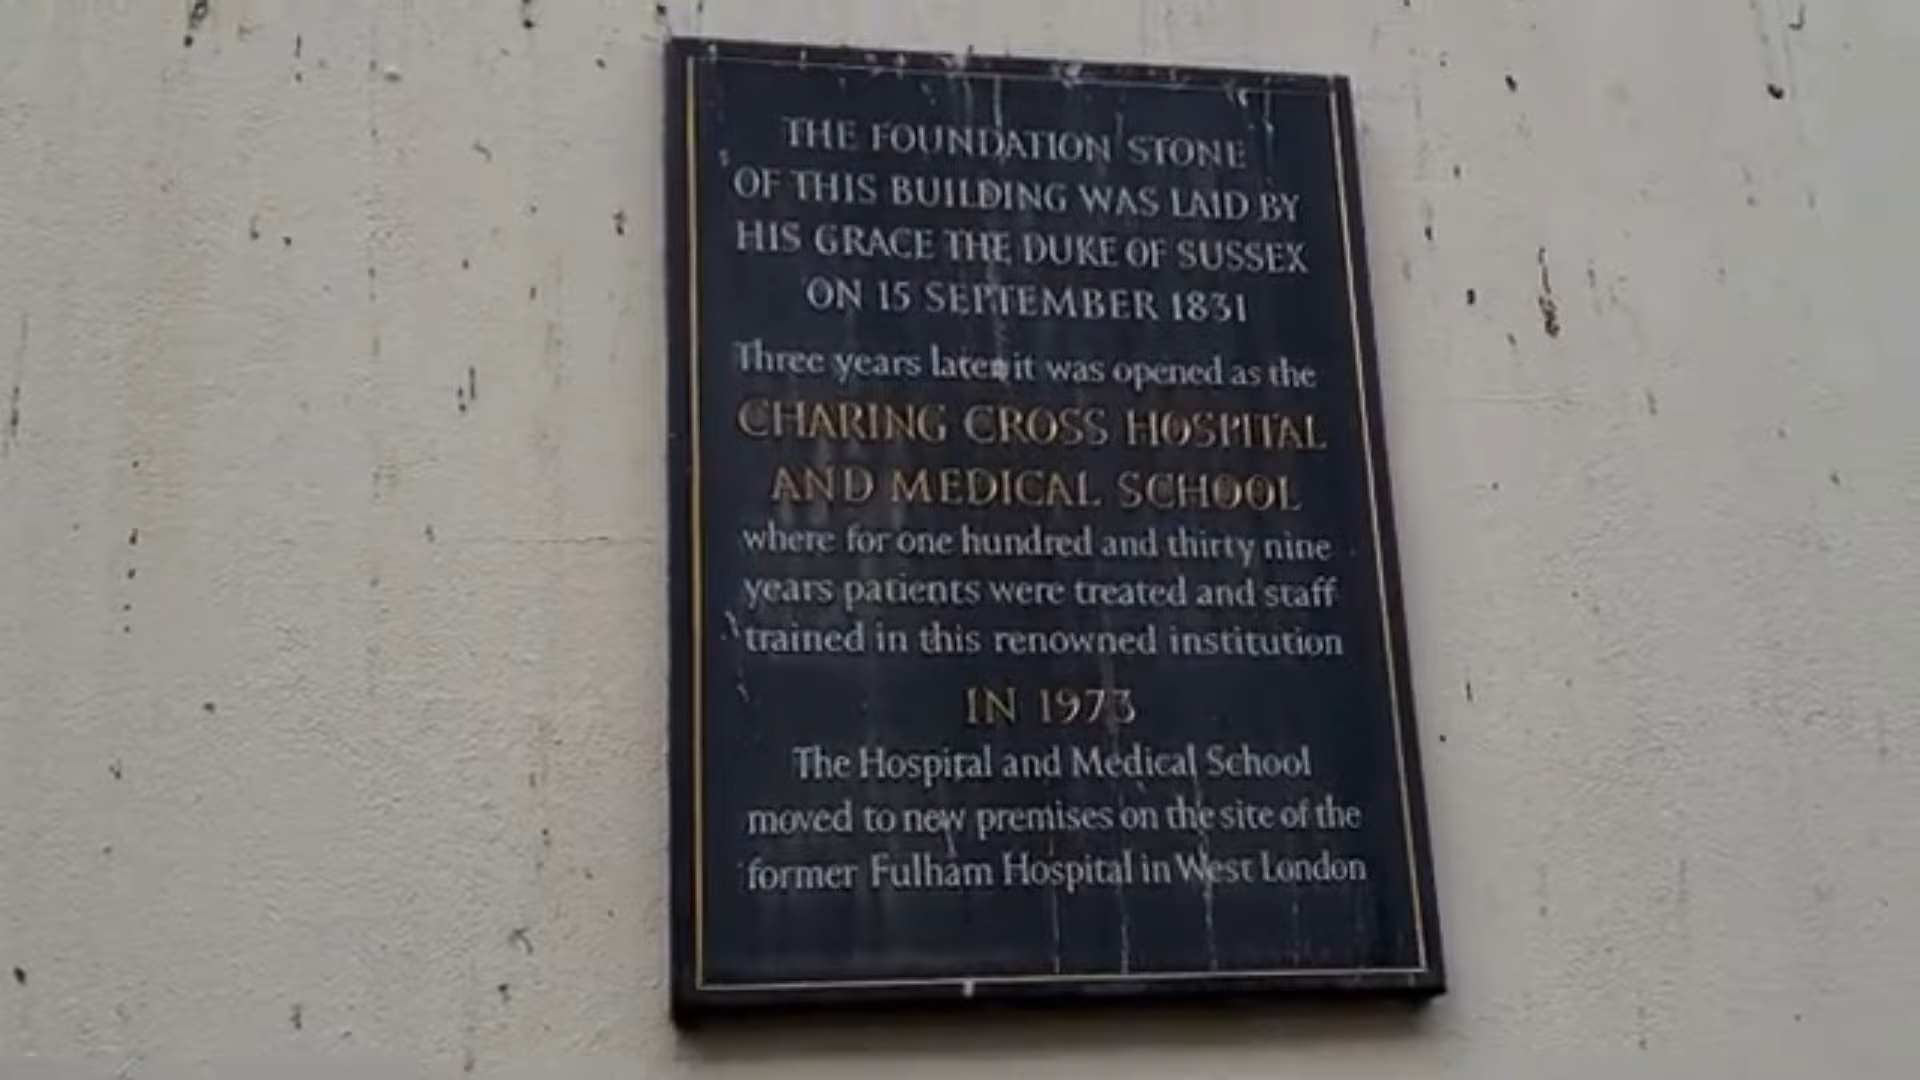 THE FOUNDATION STONE
OF THIS BUILDING WAS LAID BY
HIS GRACE THE DUKE OF SUSSEX
ON 15 SEPTEMBER 1831
Three years later it was opened as the
CHARING CROSS HOSPITAL
AND MEDICAL SCHOOL
where for one hundred and thirty nine
years patients were treated and staff
trained in this renowned institution
IN 1973
The Hospital and Medical School
moved to new premises on the site of the
former Fulham Hospital in West London